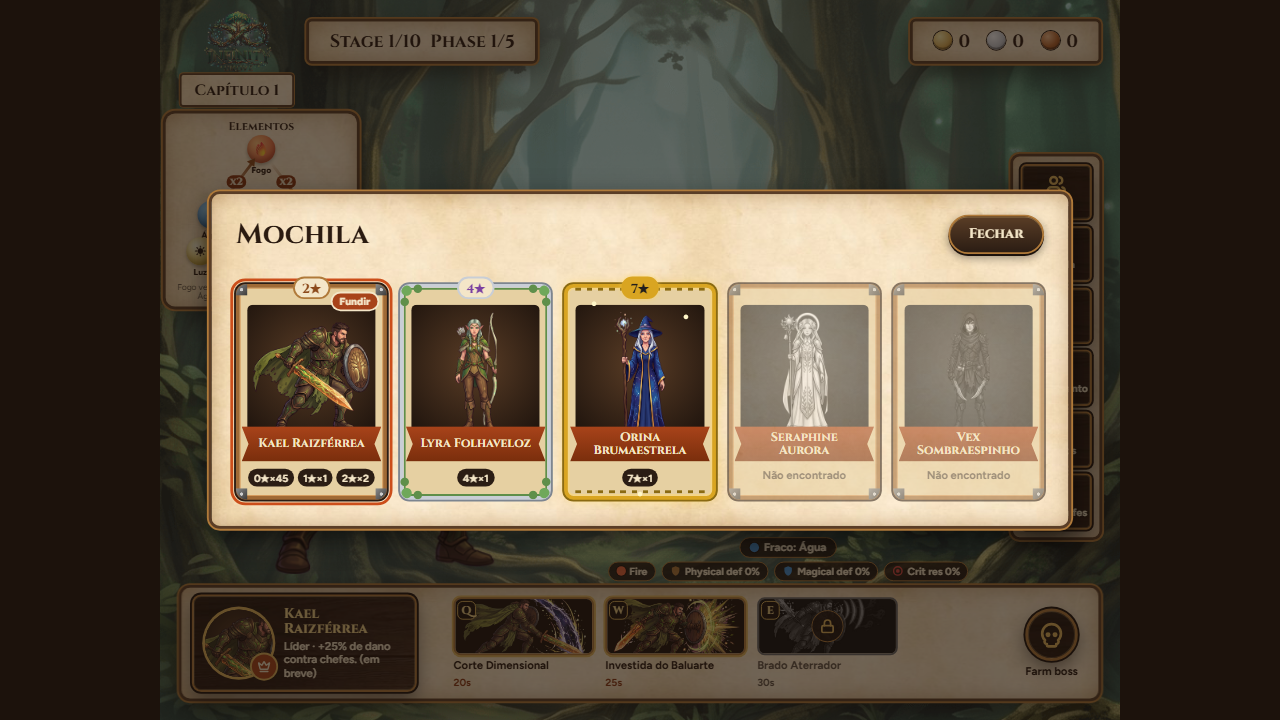 Stage 1/10 Phase 1/5
0
0
0
Capítulo 1
Elementos
Fogo
x2
x2
Luz
Mochila
Fechar
2★
Fundir
Kael Raizférrea
0★×45
1★×1
2★×2
4★
Lyra Folhaveloz
4★×1
7★
Orina
Brumaestrela
7★×1
Seraphine
Aurora
Não encontrado
Vex
Sombraespinho
Não encontrado
Fraco: Água
Fire
Physical def 0%
Magical def 0%
Crit res 0%
Kael
Raizférrea
Líder · +25% de dano
contra chefes. (em
breve)
Q
Corte Dimensional
20s
W
Investida do Baluarte
25s
E
Brado Aterrador
30s
Farm boss